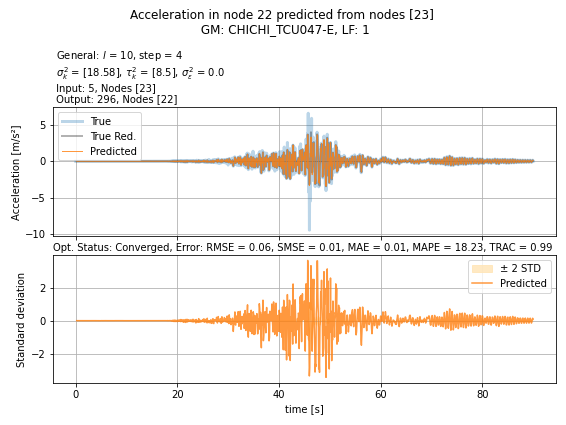 Acceleration in node 22 predicted from nodes [23]
GM: CHICHI_TCU047-E, LF: 1
General: l = 10, step = 4
σ²ₖ = [18.58], τ²ₖ = [8.5], σ²ₑ = 0.0
Input: 5, Nodes [23]
Output: 296, Nodes [22]
True
True Red.
Predicted
Acceleration [m/s²]
5
0
−5
−10
Opt. Status: Converged, Error: RMSE = 0.06, SMSE = 0.01, MAE = 0.01, MAPE = 18.23, TRAC = 0.99
± 2 STD
Predicted
Standard deviation
2
0
−2
0 20 40 60 80
time [s]